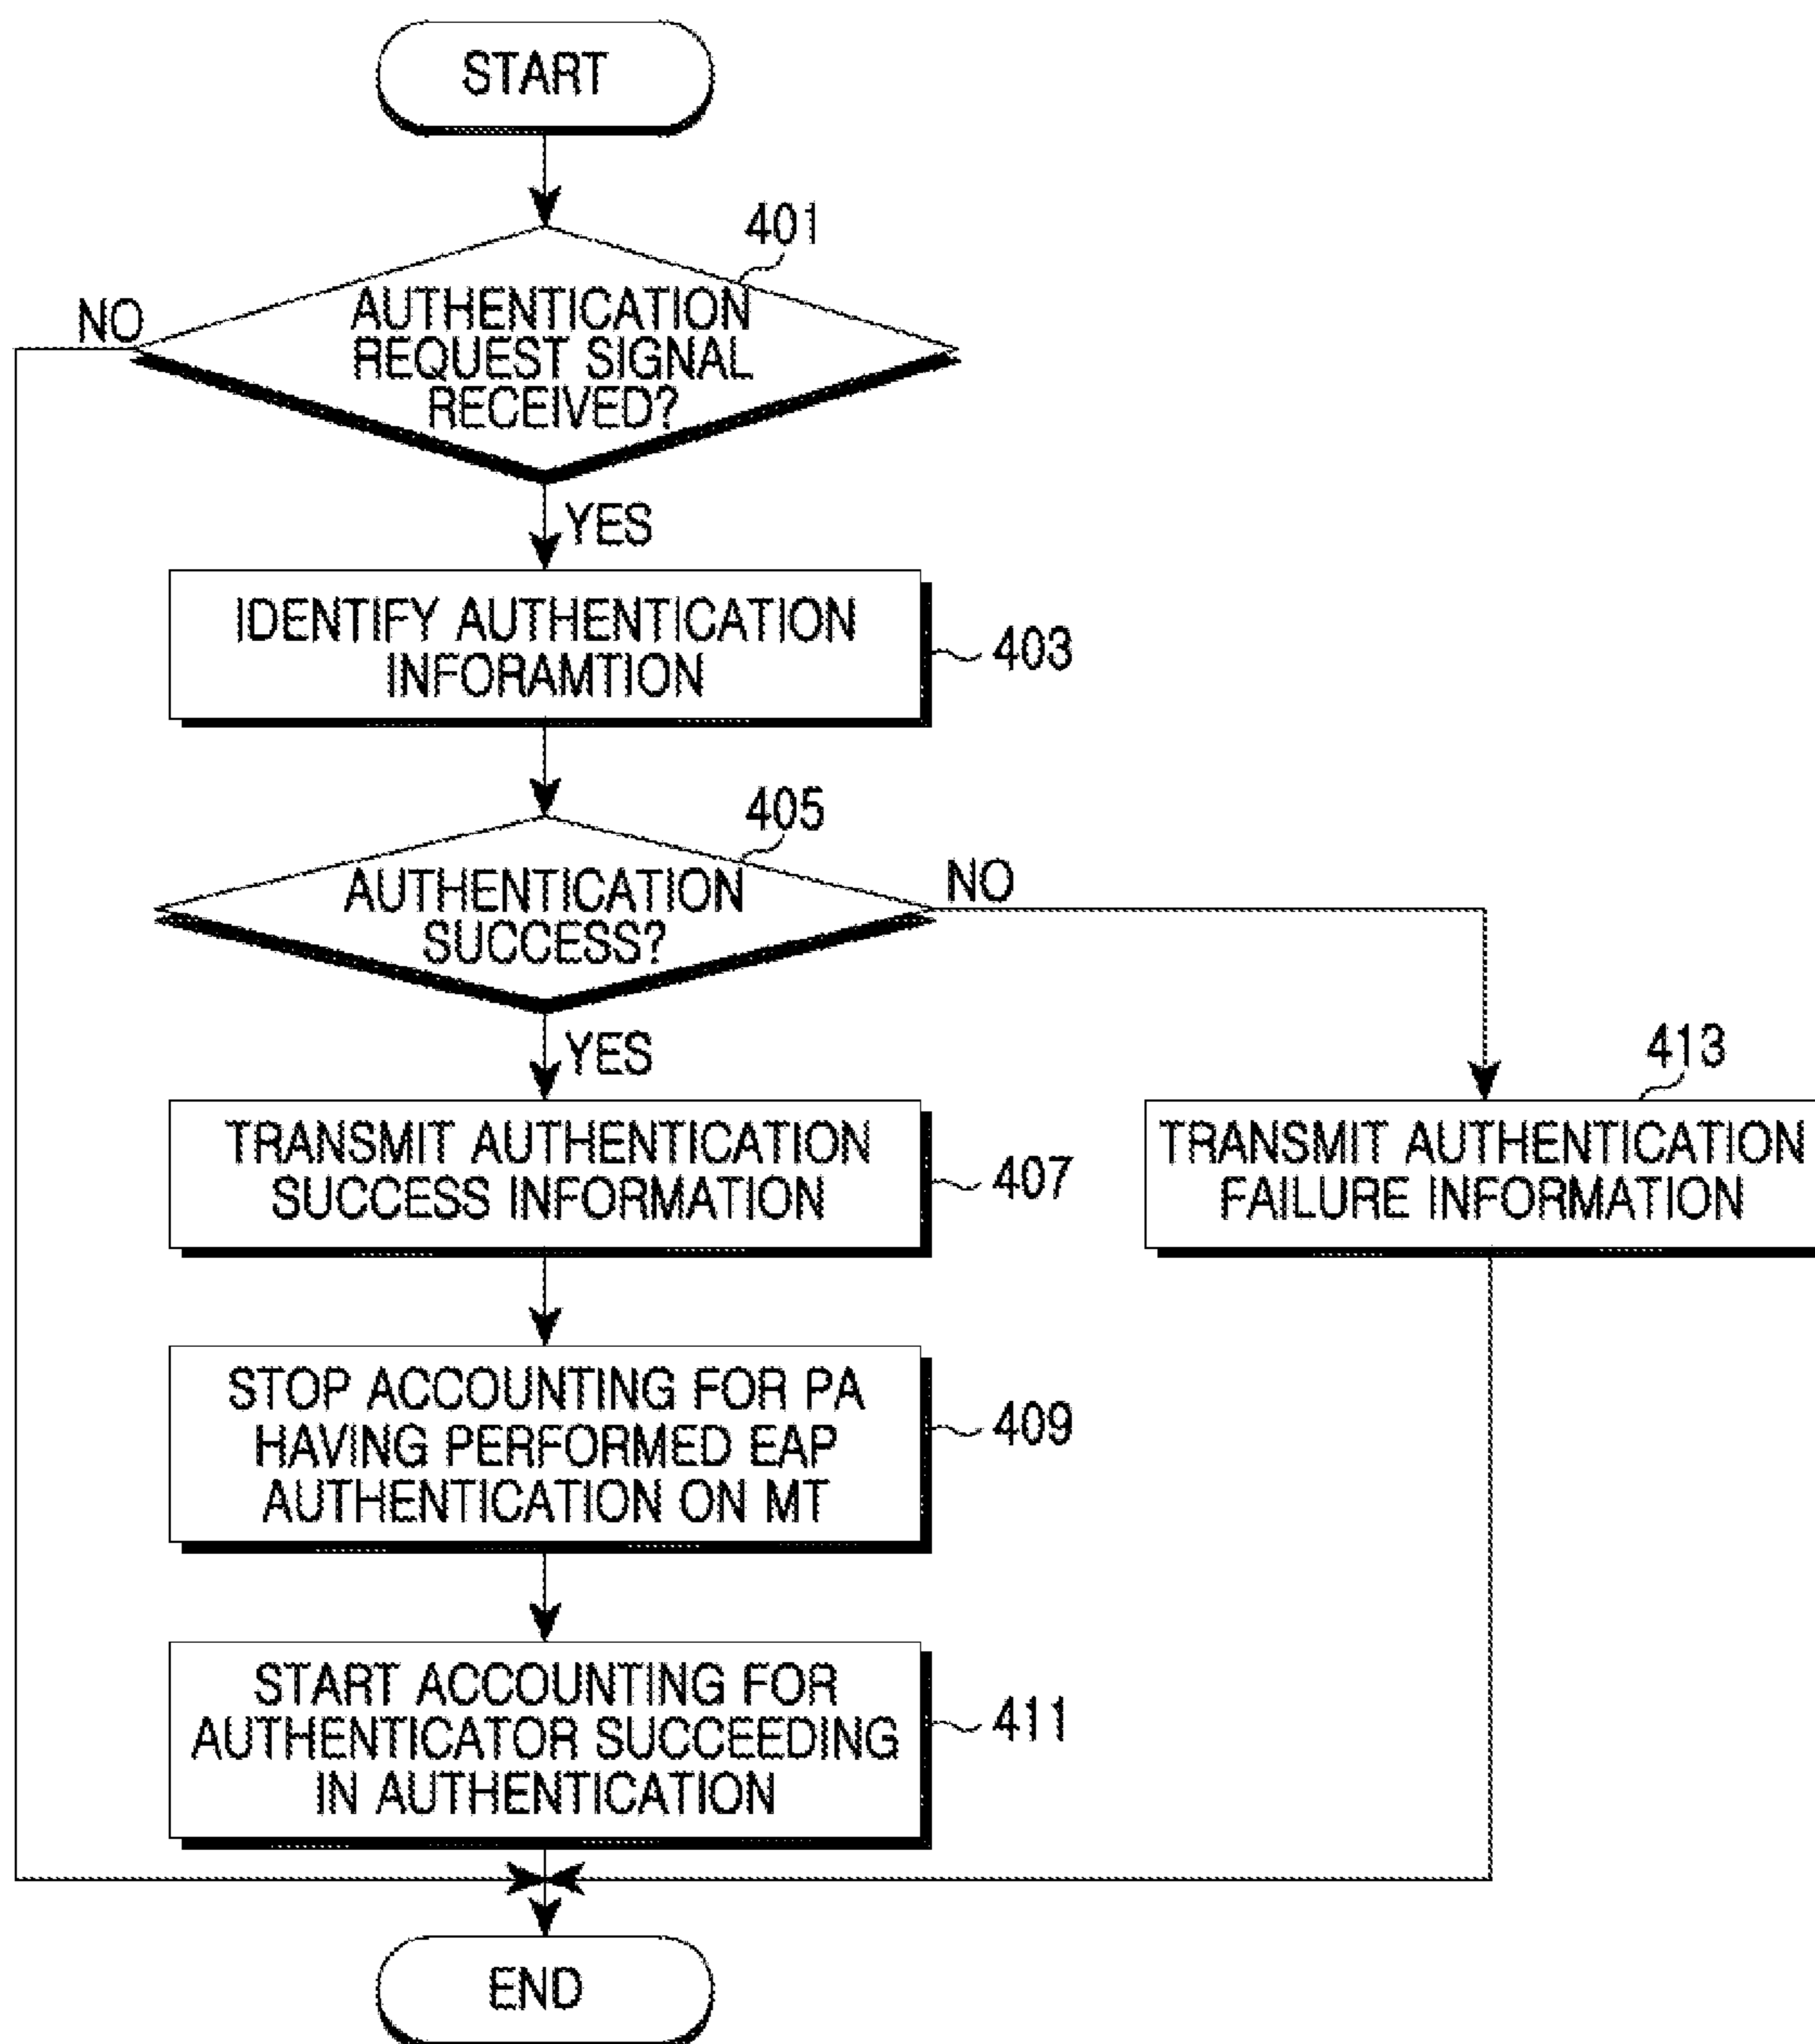 START
401
NO
AUTHENTICATION
REQUEST SIGNAL
RECEIVED?
YES
IDENTIFY AUTHENTICATION
INFORAMTION
403
405
AUTHENTICATION
SUCCESS?
NO
YES
413
TRANSMIT AUTHENTICATION
SUCCESS INFORMATION
407
TRANSMIT AUTHENTICATION
FAILURE INFORMATION
STOP ACCOUNTING FOR PA
HAVING PERFORMED EAP
AUTHENTICATION ON MT
409
START ACCOUNTING FOR
AUTHENTICATOR SUCCEEDING
IN AUTHENTICATION
411
END